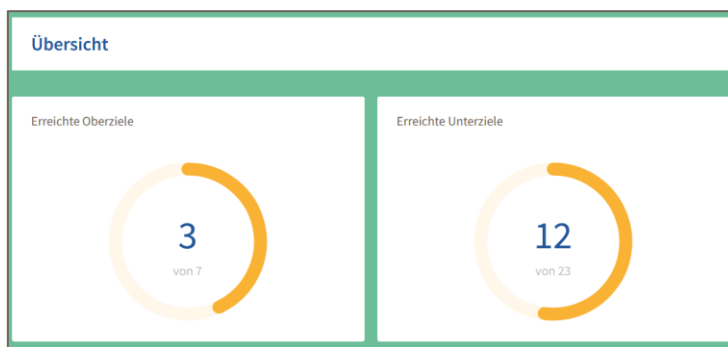 Übersicht
Erreichte Oberziele
3
von 7
Erreichte Unterziele
12
von 23